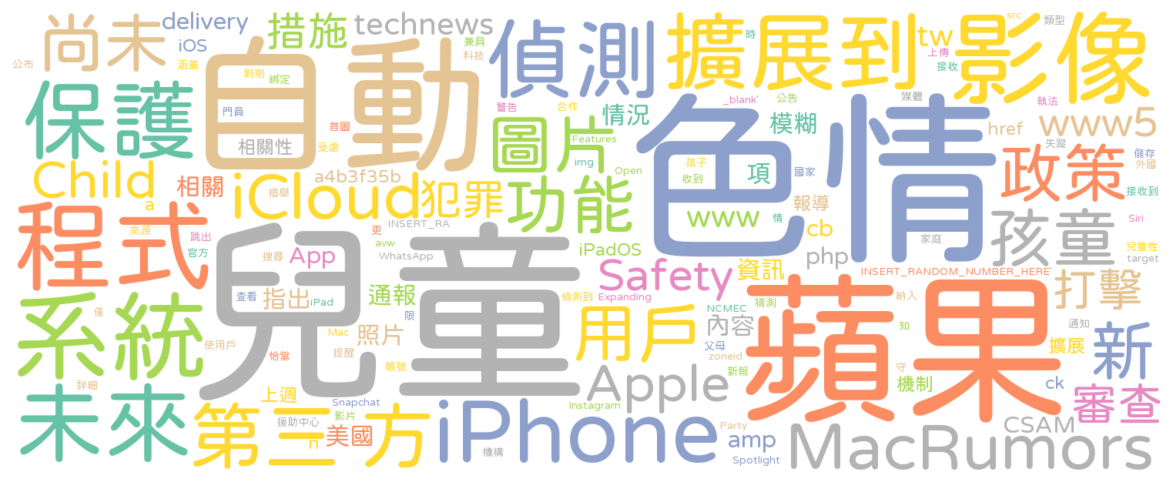 尚未
delivery
iOS
措施
technews
兼具
科技
偵測
擴展到
tw
src
時
類型
上傳
接收
影像
公布
涵蓋
剝削
綁定
自動
門員
相關性
首圖
受虐
警告
合作
情況
_blank'
公告
媒體
執法
模糊
href
www5
失蹤
儲存
外國
保護
圖片
Features
img
Open
色情
孩子
收到
項
國家
政策
接收到
Child
a
相關
a4b3f35b
iCloud
犯罪
功能
www
情
報導
cb
Siri
措舉
INSERT_RA
更
來源
跳出
官方
程式
搜尋
App
avw
WhatsApp
iPadOS
php
家庭
孩童
兒童性
target
兒童
查看
指出
iPad
通報
限
偵測到
Safety
Expanding
資訊
INSERT_RANDOM_NUMBER_HERE'
納入
打擊
系統
僅
使用戶
Mac
恰當
提醒
照片
帳號
用戶
NCMEC
內容
父母
zoneid
猜測
蘋果
知
通知
擴展
新
詳細
上週
Snapchat
影片
援助中心
Instagram
Apple
新報
守
機制
ck
審查
未來
第三方
n
美國
iPhone
機構
Party
amp
Spotlight
MacRumors
CSAM